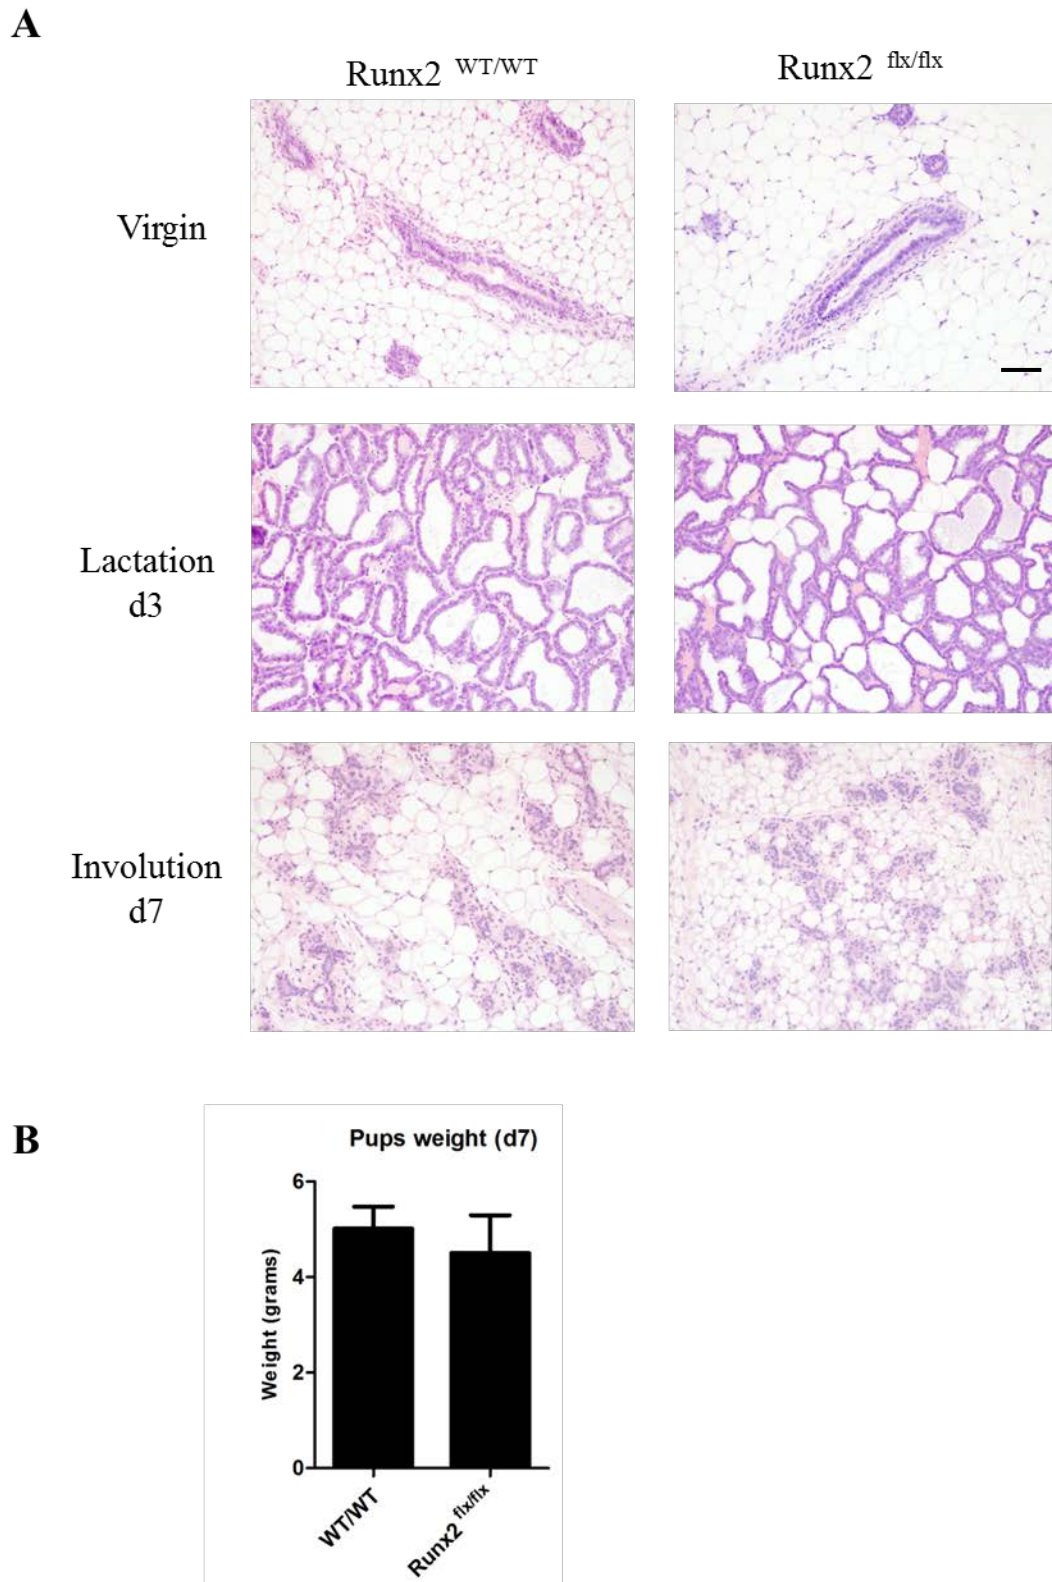 A
Runx2 WT/WT
Runx2 flx/flx
Virgin
Lactation
d3
Involution
d7
B
Pups weight (d7)
Weight (grams)
6
4
2
0
WT/WT
Runx2 flx/flx